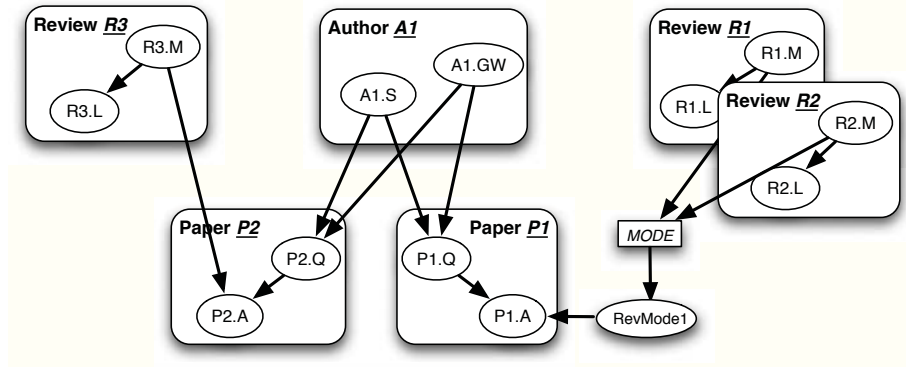 Review R3
R3.M
R3.L
Author A1
A1.GW
A1.S
Review R1
R1.M
R1.L
Review R2
R2.M
R2.L
Paper P2
P2.Q
P2.A
Paper P1
P1.Q
P1.A
MODE
RevMode1